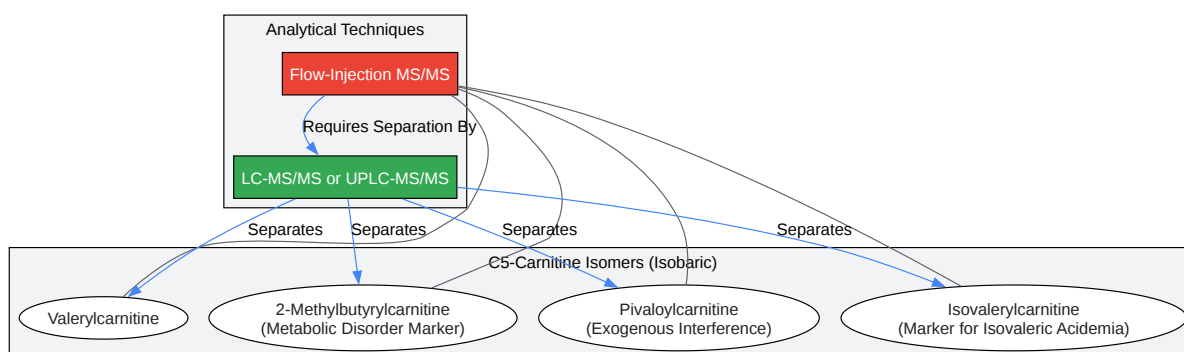 Analytical Techniques
Flow-Injection MS/MS
Requires Separation By
LC-MS/MS or UPLC-MS/MS
Separates
Separates
Separates
Separates
C5-Carnitine Isomers (Isobaric)
Valerylcarnitine
2-Methylbutyrylcarnitine
(Metabolic Disorder Marker)
Pivaloylcarnitine
(Exogenous Interference)
Isovalerylcarnitine
(Marker for Isovaleric Acidemia)